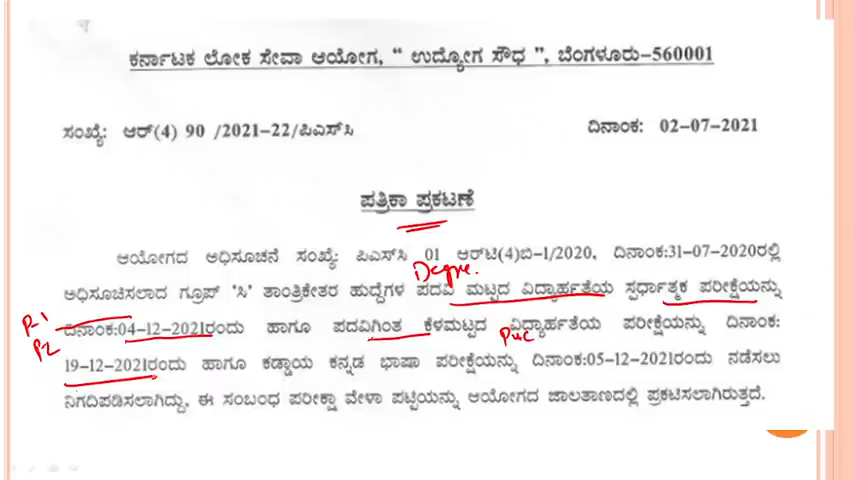 ಕರ್ನಾಟಕ ಲೋಕ ಸೇವಾ ಆಯೋಗ, “ ಉದ್ಯೋಗ ಸೌಧ ”, ಬೆಂಗಳೂರು-560001
ಸಂಖ್ಯೆ: ಆರ್(4) 90 /2021-22/ಪಿಎಸ್‌ಸಿ ದಿನಾಂಕ: 02-07-2021
ಪತ್ರಿಕಾ ಪ್ರಕಟಣೆ
ಆಯೋಗದ ಅಧಿಸೂಚನೆ ಸಂಖ್ಯೆ: ಪಿಎಸ್‌ಸಿ 01 ಆರ್‌ಟಿ(4)ಬಿ-1/2020, ದಿನಾಂಕ:31-07-2020ರಲ್ಲಿ
Degree.
ಅಧಿಸೂಚಿಸಲಾದ ಗ್ರೂಪ್ 'ಸಿ' ತಾಂತ್ರಿಕೇತರ ಹುದ್ದೆಗಳ ಪದವಿ ಮಟ್ಟದ ವಿದ್ಯಾರ್ಹತೆಯ ಸ್ಪರ್ಧಾತ್ಮಕ ಪರೀಕ್ಷೆಯನ್ನು
P-1
ದಿನಾಂಕ:04-12-2021ರಂದು ಹಾಗೂ ಪದವಿಗಿಂತ ಕೆಳಮಟ್ಟದ ವಿದ್ಯಾರ್ಹತೆಯ ಪರೀಕ್ಷೆಯನ್ನು ದಿನಾಂಕ:
P2 PUC
19-12-2021ರಂದು ಹಾಗೂ ಕಡ್ಡಾಯ ಕನ್ನಡ ಭಾಷಾ ಪರೀಕ್ಷೆಯನ್ನು ದಿನಾಂಕ:05-12-2021ರಂದು ನಡೆಸಲು
ನಿಗದಿಪಡಿಸಲಾಗಿದ್ದು, ಈ ಸಂಬಂಧ ಪರೀಕ್ಷಾ ವೇಳಾ ಪಟ್ಟಿಯನ್ನು ಆಯೋಗದ ಜಾಲತಾಣದಲ್ಲಿ ಪ್ರಕಟಿಸಲಾಗಿರುತ್ತದೆ.